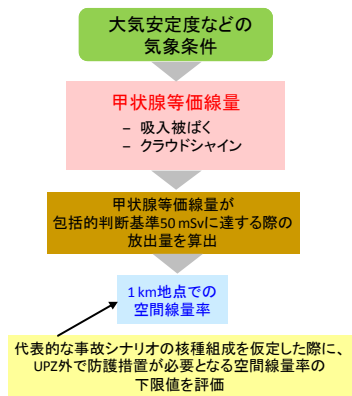 大気安定度などの
気象条件
甲状腺等価線量
– 吸入被ばく
– クラウドシャイン
甲状腺等価線量が
包括的判断基準50 mSvに達する際の
放出量を算出
1 km地点での
空間線量率
代表的な事故シナリオの核種組成を仮定した際に、
UPZ外で防護措置が必要となる空間線量率の
下限値を評価